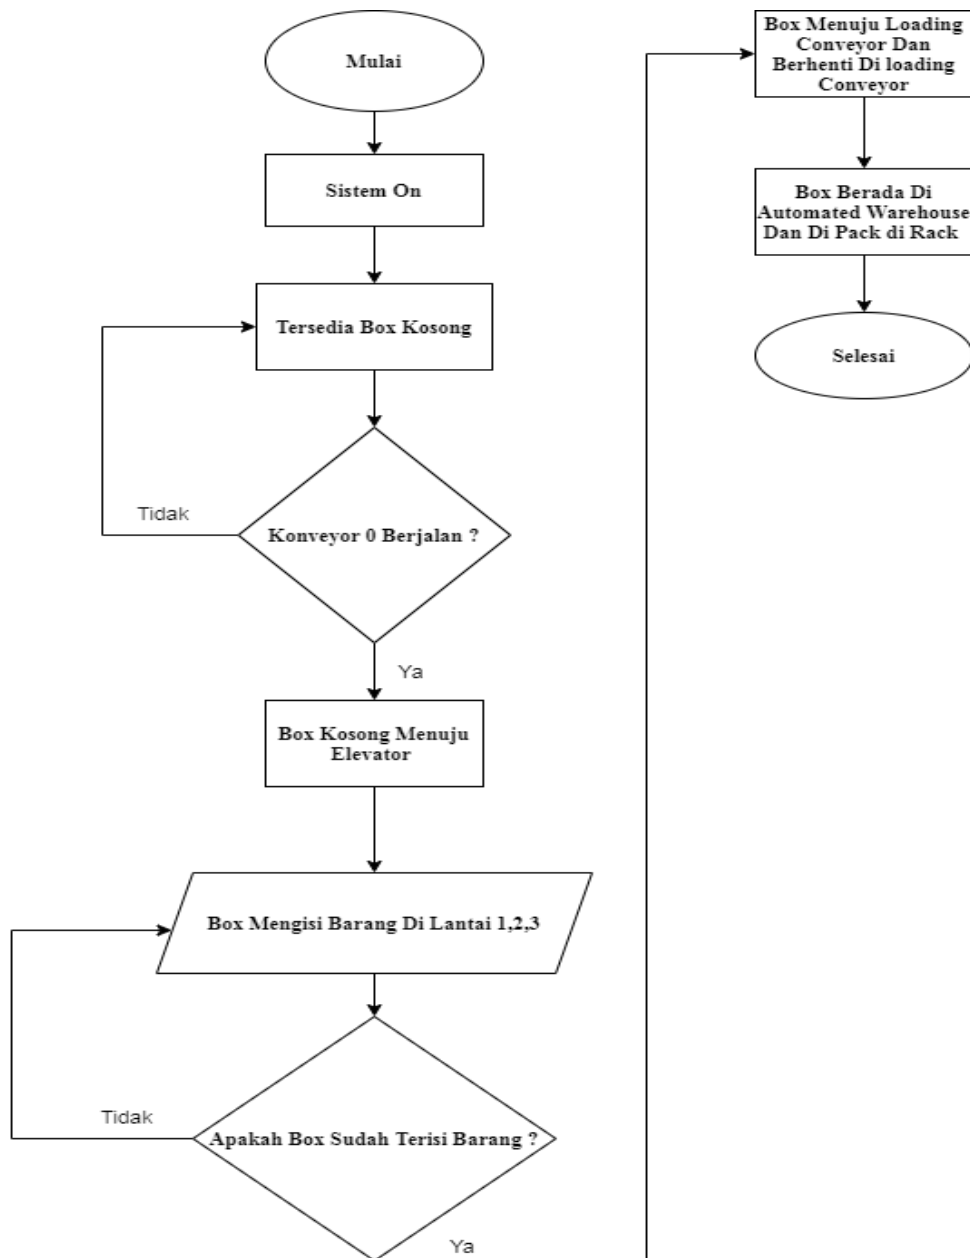 Mulai
Sistem On
Tersedia Box Kosong
Tidak
Konveyor 0 Berjalan ?
Ya
Box Kosong Menuju
Elevator
Box Mengisi Barang Di Lantai 1,2,3
Tidak
Apakah Box Sudah Terisi Barang ?
Ya
Box Menuju Loading
Conveyor Dan
Berhenti Di loading
Conveyor
Box Berada Di
Automated Warehouse
Dan Di Pack di Rack
Selesai